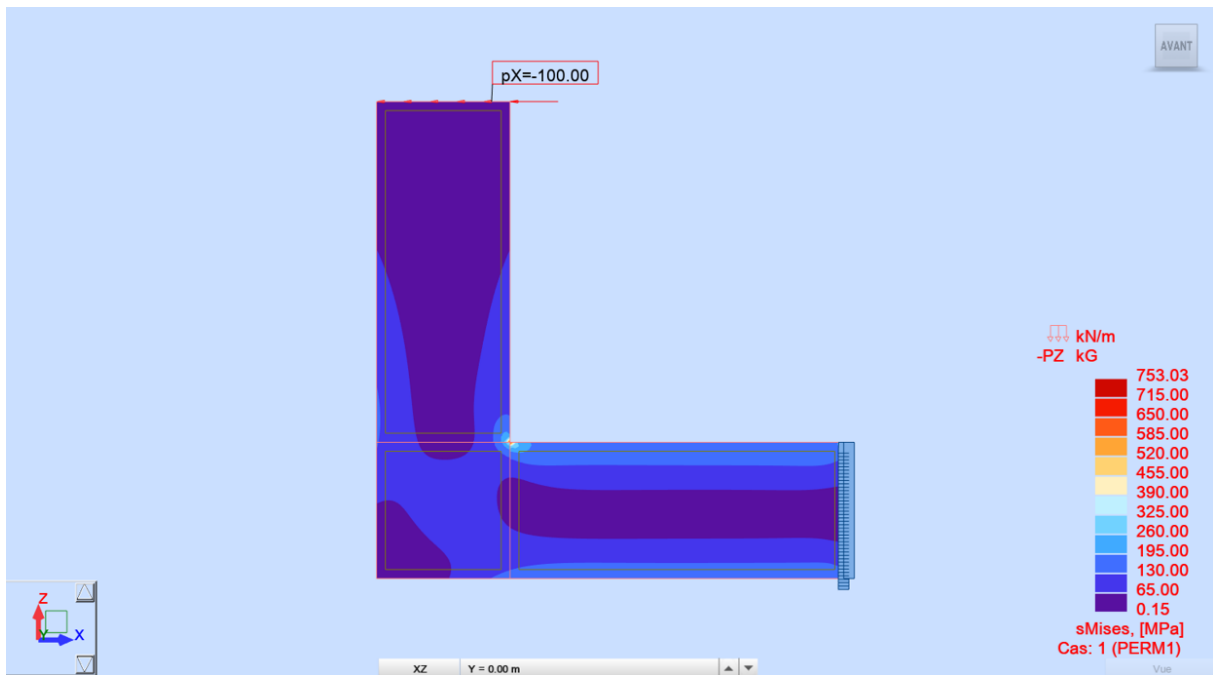 AVANT
pX=-100.00
kN/m
-PZ kG
753.03
715.00
650.00
585.00
520.00
455.00
390.00
325.00
260.00
195.00
130.00
65.00
0.15
sMises, [MPa]
Cas: 1 (PERM1)
Z
Y
X
XZ Y = 0.00 m
Vue